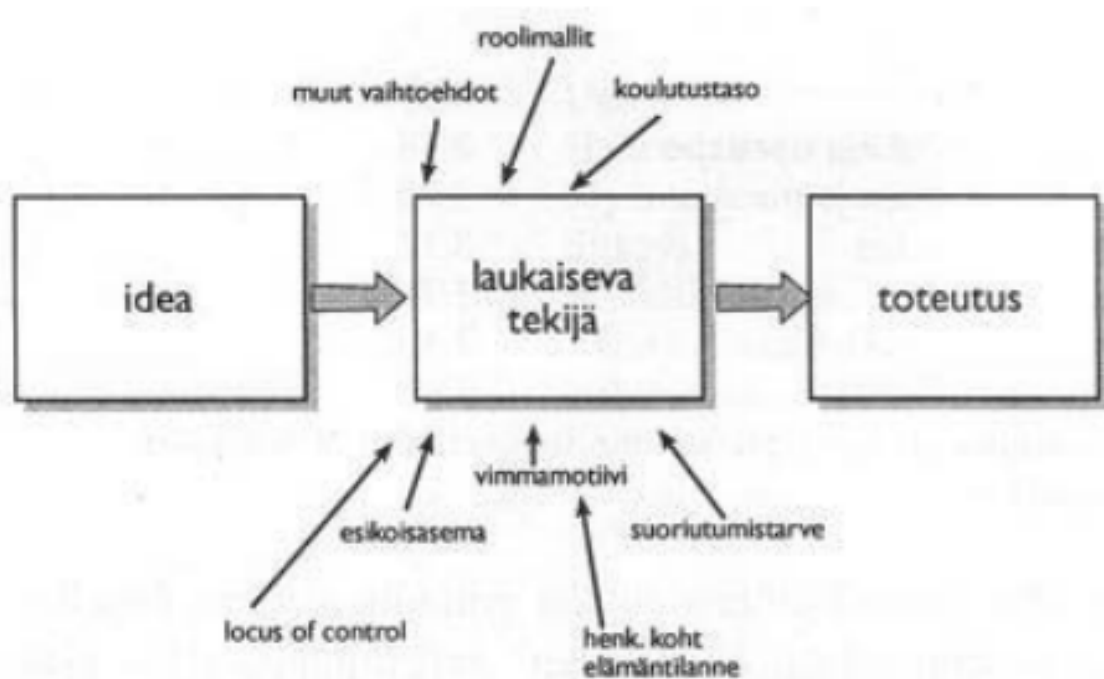 roolimallit
muut vaihtoehdot
koulutustaso
idea
laukaiseva
tekijä
toteutus
vimmamotiivi
esikoisasema
suoriutumistarve
locus of control
henk. koht
elämäntilanne